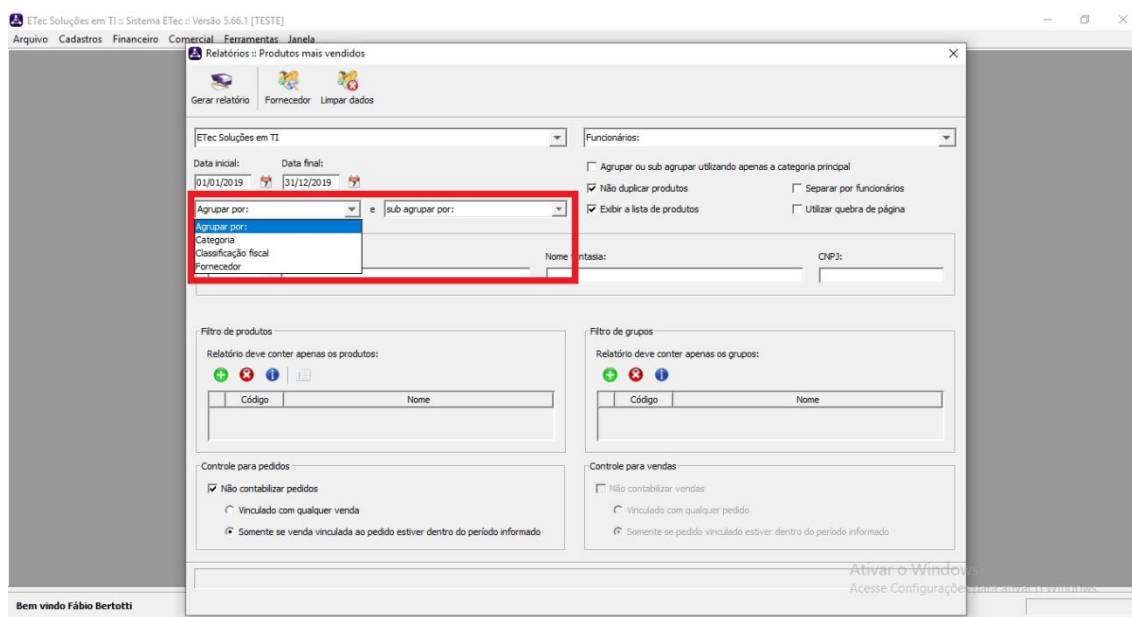 ETec Soluções em TI :: Sistema ETec :: Versão 5.66.1 [TESTE]
Arquivo Cadastros Financeiro Comercial Ferramentas Janela
Relatórios :: Produtos mais vendidos
Gerar relatório Fornecedor Limpar dados
ETec Soluções em TI Funcionários:
Data inicial: Data final:
Agrupar ou sub agrupar utilizando apenas a categoria principal
01/01/2019 31/12/2019
Não duplicar produtos Separar por funcionários
Agrupar por: e sub agrupar por:
Exibir a lista de produtos Utilizar quebra de página
Agrupar por:
Categoria
Classificação fiscal
Fornecedor
Nome fantasia: CNPJ:
Filtro de produtos Filtro de grupos
Relatório deve conter apenas os produtos: Relatório deve conter apenas os grupos:
Código Nome Código Nome
Controle para pedidos Controle para vendas
Não contabilizar pedidos Não contabilizar vendas
Vinculado com qualquer venda Vinculado com qualquer pedido
Somente se venda vinculada ao pedido estiver dentro do período informado Somente se pedido vinculado estiver dentro do período informado
Ativar o Windows
Acesse Configurações para ativar o Windows.
Bem vindo Fábio Bertotti